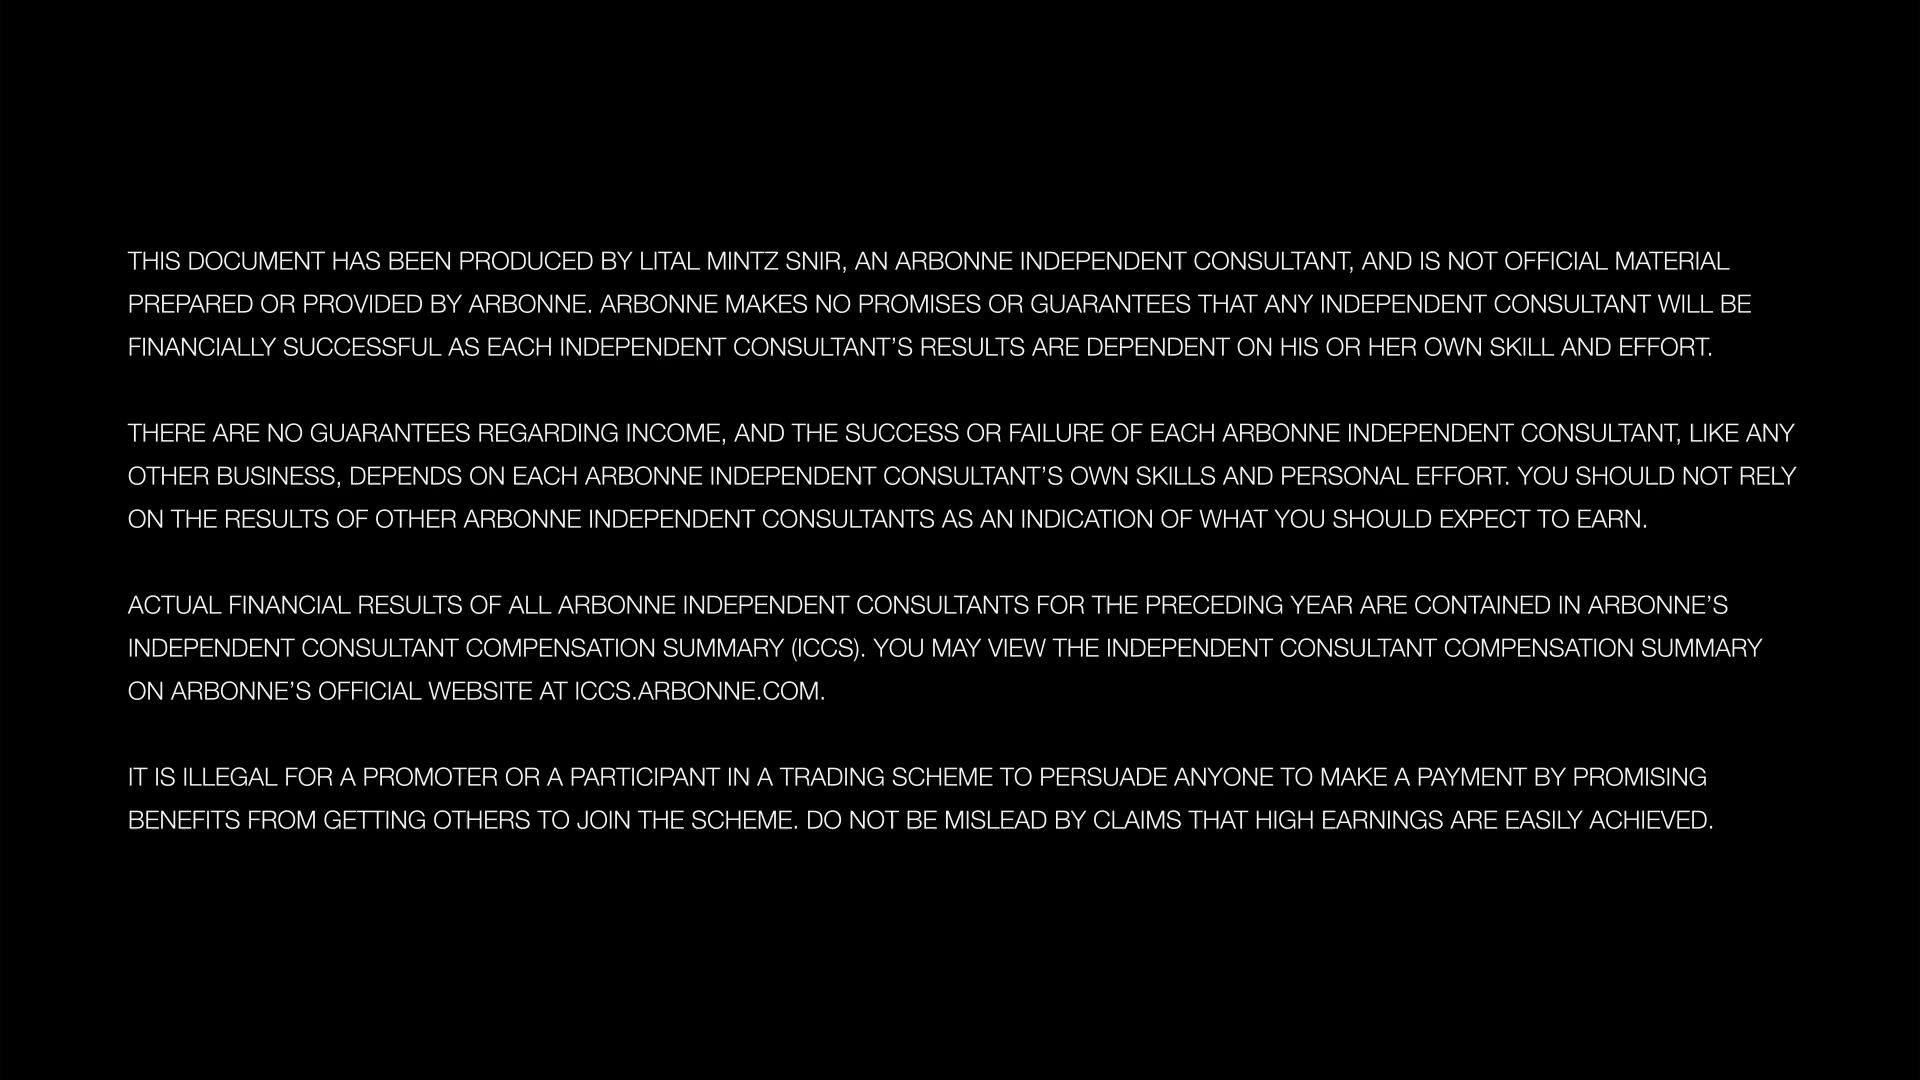 THIS DOCUMENT HAS BEEN PRODUCED BY LITAL MINTZ SNIR, AN ARBONNE INDEPENDENT CONSULTANT, AND IS NOT OFFICIAL MATERIAL
PREPARED OR PROVIDED BY ARBONNE. ARBONNE MAKES NO PROMISES OR GUARANTEES THAT ANY INDEPENDENT CONSULTANT WILL BE
FINANCIALLY SUCCESSFUL AS EACH INDEPENDENT CONSULTANT’S RESULTS ARE DEPENDENT ON HIS OR HER OWN SKILL AND EFFORT.
THERE ARE NO GUARANTEES REGARDING INCOME, AND THE SUCCESS OR FAILURE OF EACH ARBONNE INDEPENDENT CONSULTANT, LIKE ANY
OTHER BUSINESS, DEPENDS ON EACH ARBONNE INDEPENDENT CONSULTANT’S OWN SKILLS AND PERSONAL EFFORT. YOU SHOULD NOT RELY
ON THE RESULTS OF OTHER ARBONNE INDEPENDENT CONSULTANTS AS AN INDICATION OF WHAT YOU SHOULD EXPECT TO EARN.
ACTUAL FINANCIAL RESULTS OF ALL ARBONNE INDEPENDENT CONSULTANTS FOR THE PRECEDING YEAR ARE CONTAINED IN ARBONNE’S
INDEPENDENT CONSULTANT COMPENSATION SUMMARY (ICCS). YOU MAY VIEW THE INDEPENDENT CONSULTANT COMPENSATION SUMMARY
ON ARBONNE’S OFFICIAL WEBSITE AT ICCS.ARBONNE.COM.
IT IS ILLEGAL FOR A PROMOTER OR A PARTICIPANT IN A TRADING SCHEME TO PERSUADE ANYONE TO MAKE A PAYMENT BY PROMISING
BENEFITS FROM GETTING OTHERS TO JOIN THE SCHEME. DO NOT BE MISLEAD BY CLAIMS THAT HIGH EARNINGS ARE EASILY ACHIEVED.